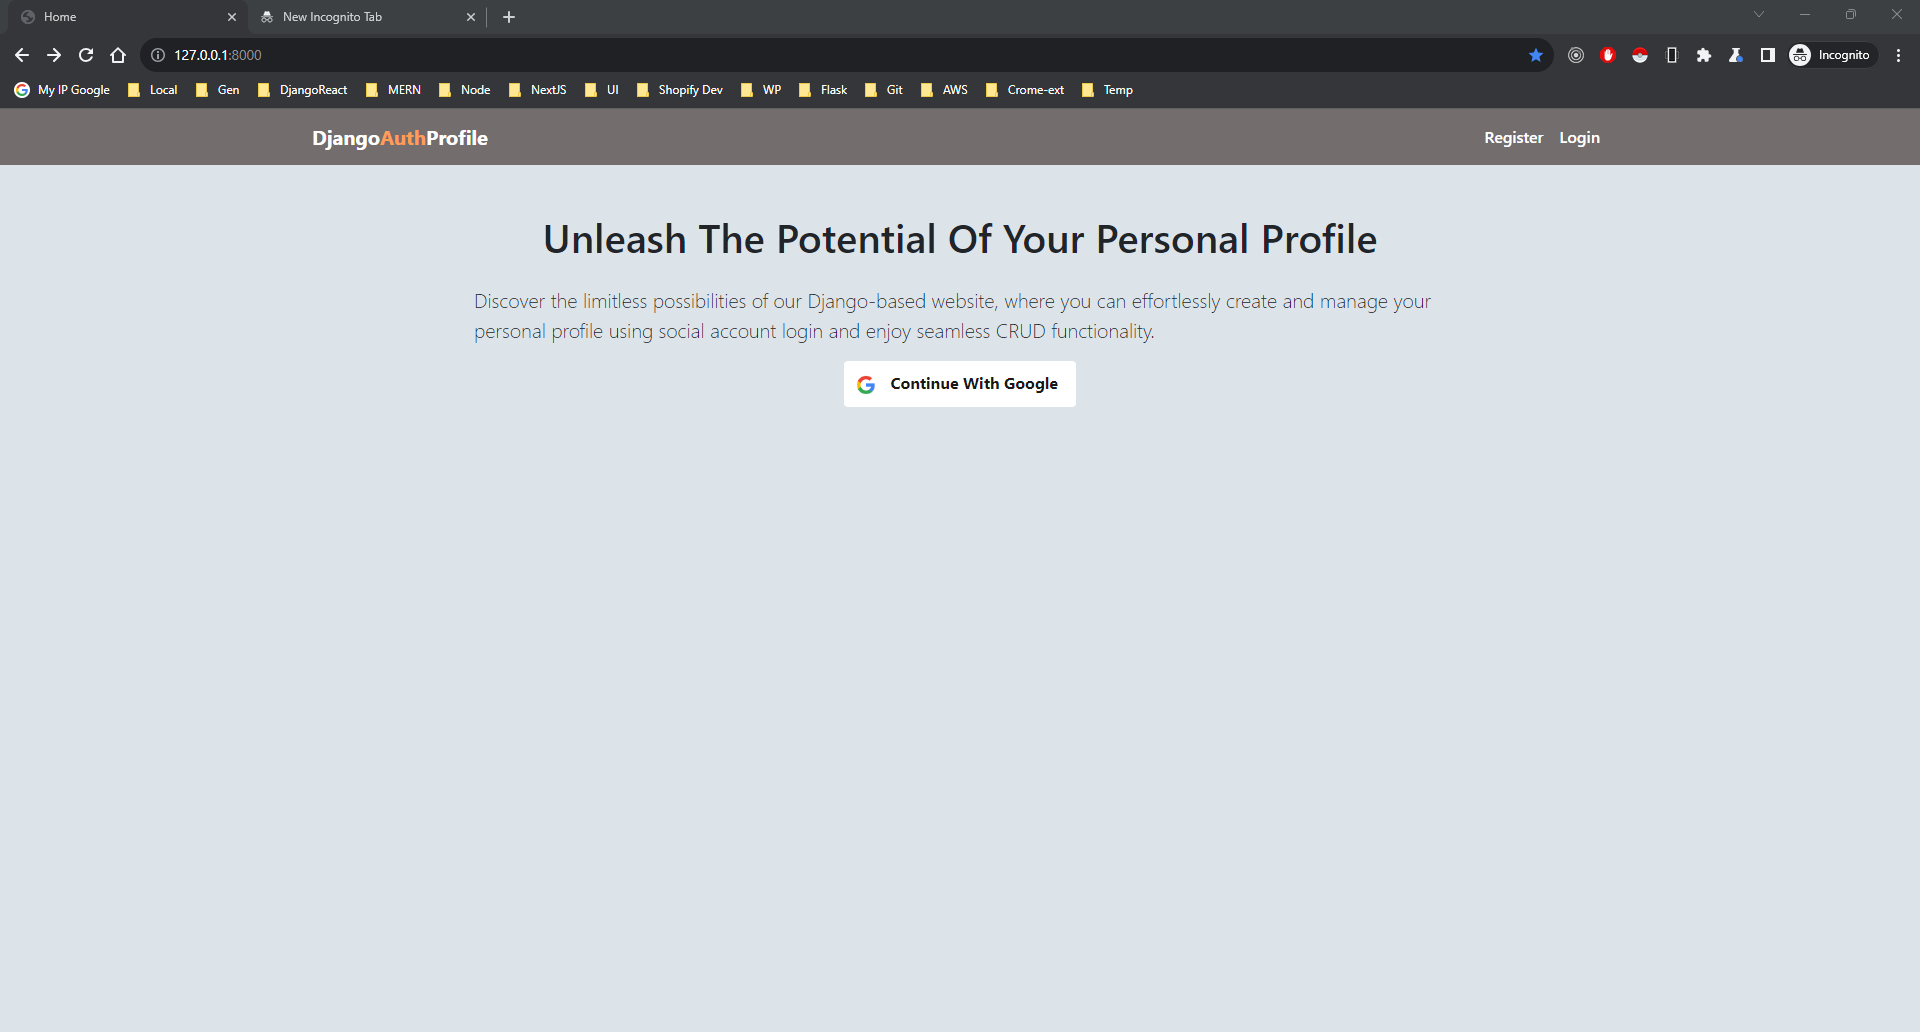 Home
New Incognito Tab
127.0.0.1:8000
Incognito
My IP Google
Local
Gen
DjangoReact
MERN
Node
NextJS
UI
Shopify Dev
WP
Flask
Git
AWS
Crome-ext
Temp
DjangoAuthProfile
Register
Login
Unleash The Potential Of Your Personal Profile
Discover the limitless possibilities of our Django-based website, where you can effortlessly create and manage your
personal profile using social account login and enjoy seamless CRUD functionality.
Continue With Google